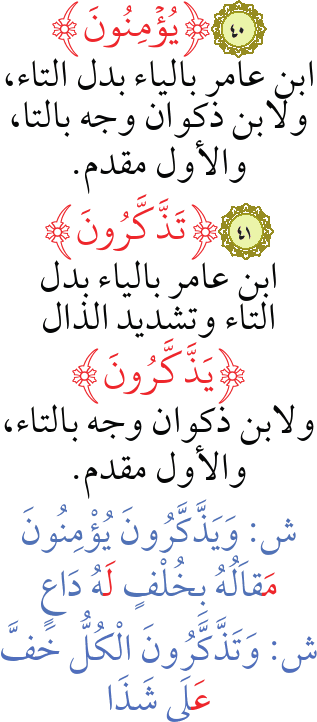 ٤٠ ﴿يُؤْمِنُونَ﴾
ابن عامر بالياء بدل التاء،
ولابن ذكوان وجه بالتا،
والأول مقدم.
٤١ ﴿تَذَّكَّرُونَ﴾
ابن عامر بالياء بدل
التاء وتشديد الذال
﴿يَذَّكَّرُونَ﴾
ولابن ذكوان وجه بالتاء،
والأول مقدم.
ش: وَيَذَّكَّرُونَ يُؤْمِنُونَ
مَقاَلُهُ بِخُلْفٍ لَهُ دَاعٍ
ش: وَتَذَّكَّرُونَ الْكُلُّ خَفَّ
عَلَى شَذَا